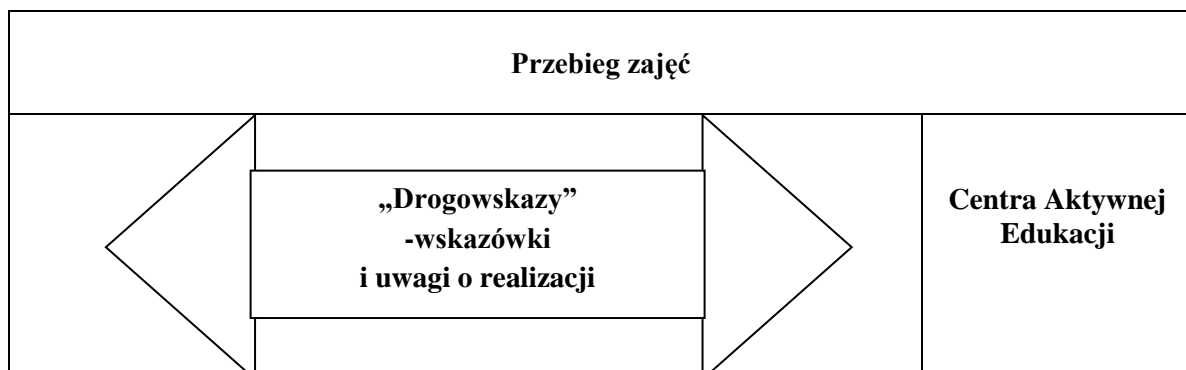 Przebieg zajęć
„Drogowskazy”
-wskazówki
i uwagi o realizacji
Centra Aktywnej
Edukacji